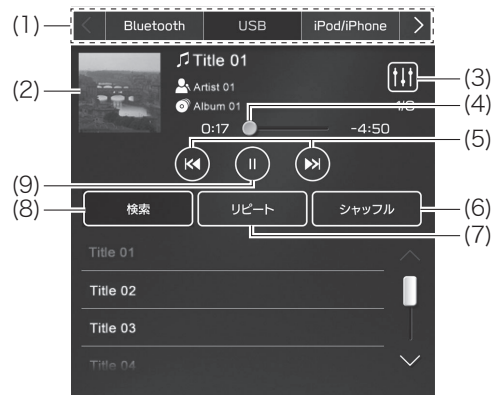 (1) Bluetooth USB iPod/iPhone
(2) Title 01 (3)
Artist 01 (4)
Album 01
0:17 -4:50 (5)
(9)
(8) 検索 リピート シャッフル (6)
(7)
Title 01
Title 02
Title 03
Title 04